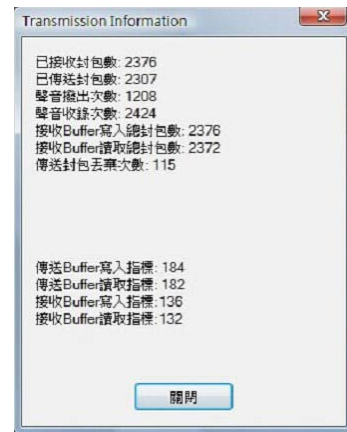 Transmission Information
已接收封包數: 2376
已傳送封包數: 2307
聲音撥出次數: 1208
聲音收錄次數: 2424
接收Buffer寫入總封包數: 2376
接收Buffer讀取總封包數: 2372
傳送封包丟棄次數: 115
傳送Buffer寫入指標: 184
傳送Buffer讀取指標: 182
接收Buffer寫入指標:136
接收Buffer讀取指標:132
關閉